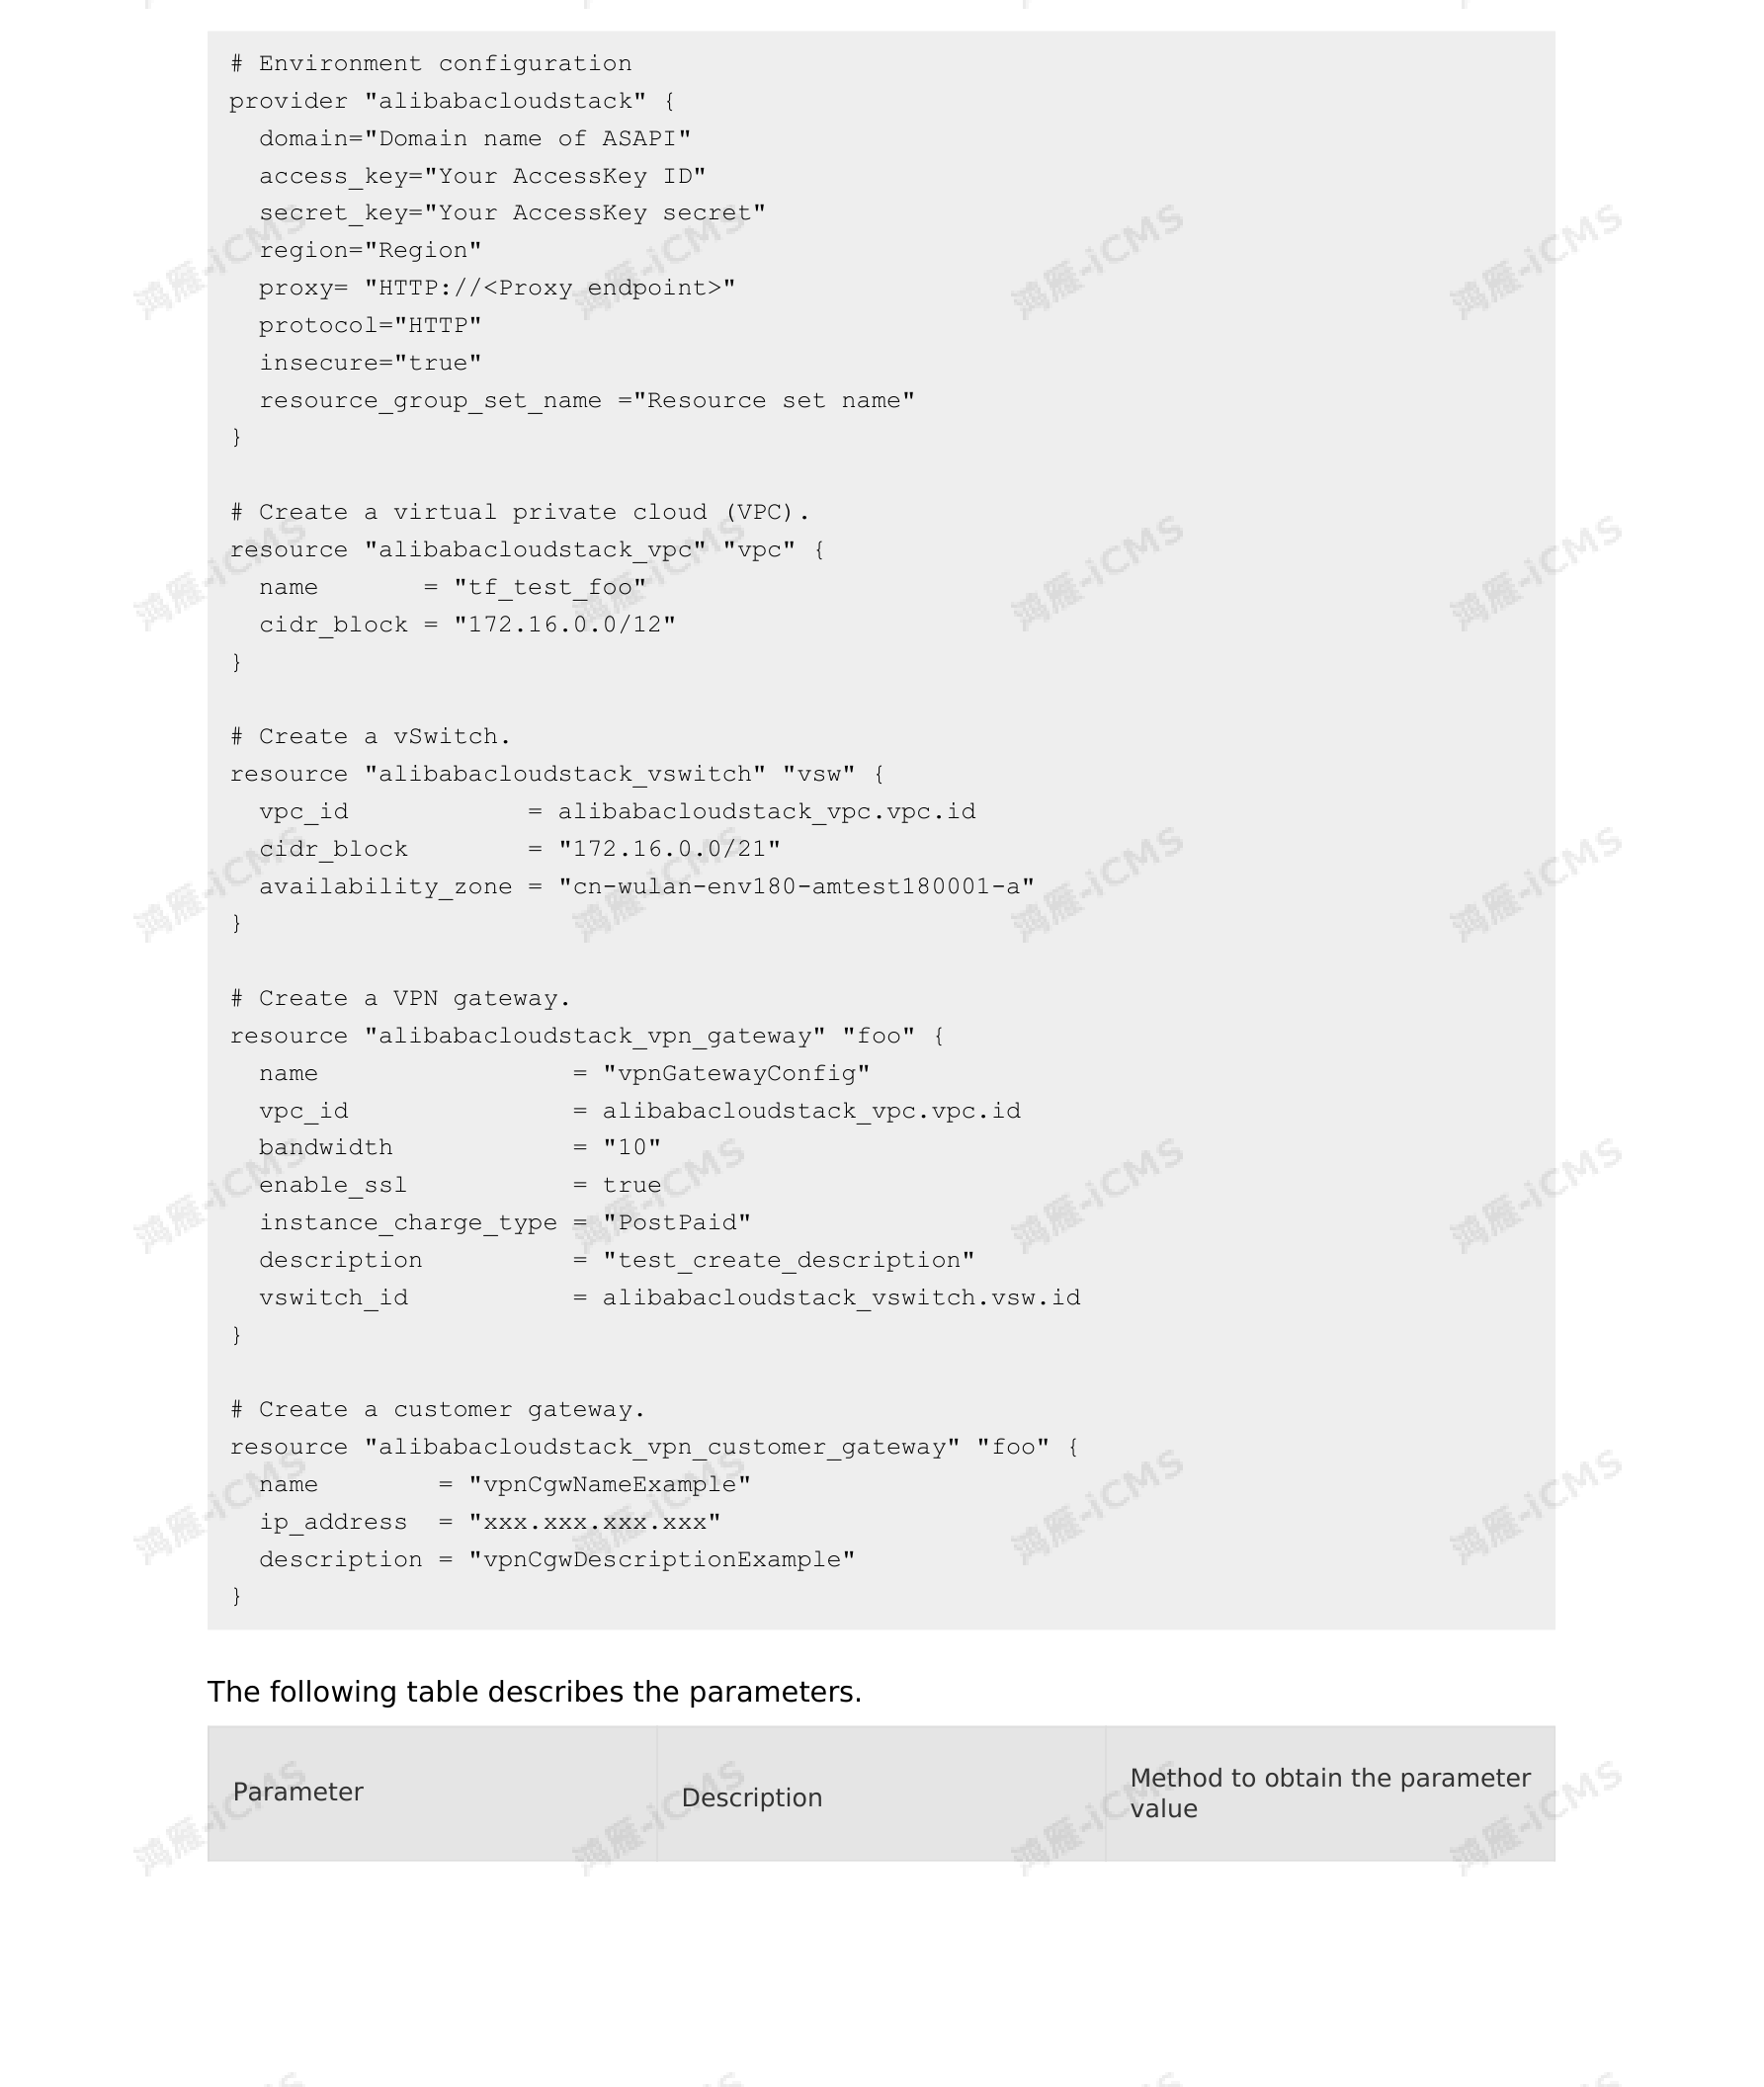 # Environment configuration
provider "alibabacloudstack" {
  domain="Domain name of ASAPI"
  access_key="Your AccessKey ID"
  secret_key="Your AccessKey secret"
  region="Region"
  proxy= "HTTP://<Proxy endpoint>"
  protocol="HTTP"
  insecure="true"
  resource_group_set_name ="Resource set name"
}

# Create a virtual private cloud (VPC).
resource "alibabacloudstack_vpc" "vpc" {
  name       = "tf_test_foo"
  cidr_block = "172.16.0.0/12"
}

# Create a vSwitch.
resource "alibabacloudstack_vswitch" "vsw" {
  vpc_id            = alibabacloudstack_vpc.vpc.id
  cidr_block        = "172.16.0.0/21"
  availability_zone = "cn-wulan-env180-amtest180001-a"
}

# Create a VPN gateway.
resource "alibabacloudstack_vpn_gateway" "foo" {
  name                 = "vpnGatewayConfig"
  vpc_id               = alibabacloudstack_vpc.vpc.id
  bandwidth            = "10"
  enable_ssl           = true
  instance_charge_type = "PostPaid"
  description          = "test_create_description"
  vswitch_id           = alibabacloudstack_vswitch.vsw.id
}

# Create a customer gateway.
resource "alibabacloudstack_vpn_customer_gateway" "foo" {
  name        = "vpnCgwNameExample"
  ip_address  = "xxx.xxx.xxx.xxx"
  description = "vpnCgwDescriptionExample"
}
The following table describes the parameters.
Parameter
Description
Method to obtain the parameter
value
鸿雁-iCMS